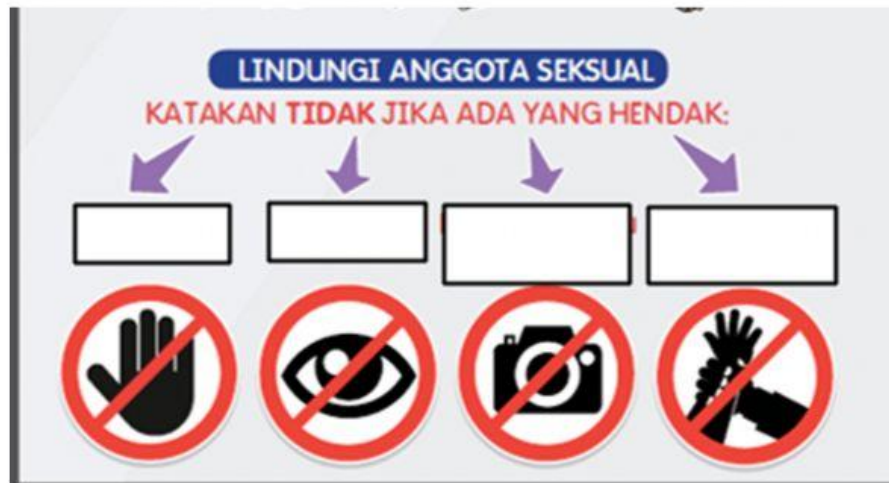 LINDUNGI ANGGOTA SEKSUAL
KATAKAN TIDAK JIKA ADA YANG HENDAK: